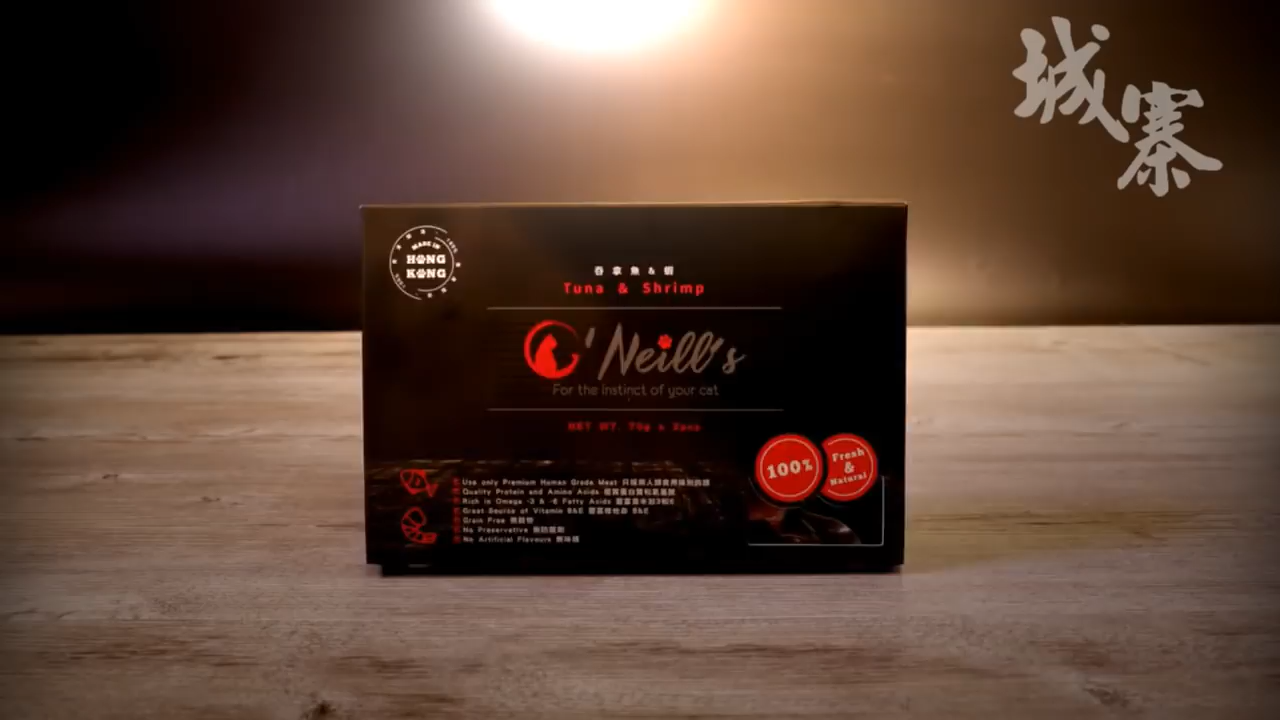 城寨
MADE IN
HONG
KONG
吞拿魚&蝦
Tuna & Shrimp
O'Neill's
For the instinct of your cat
NET WT. 70g x
100%
Fresh
&
Natural
Use only Premium Human Grade Meat
Quality Protein and Amino Acids
Rich in Omega -3 & -6 Fatty Acids
Great Source of Vitamin B&E
Grain Free 無穀物
No Preservative 無防腐劑
No Artificial Flavours